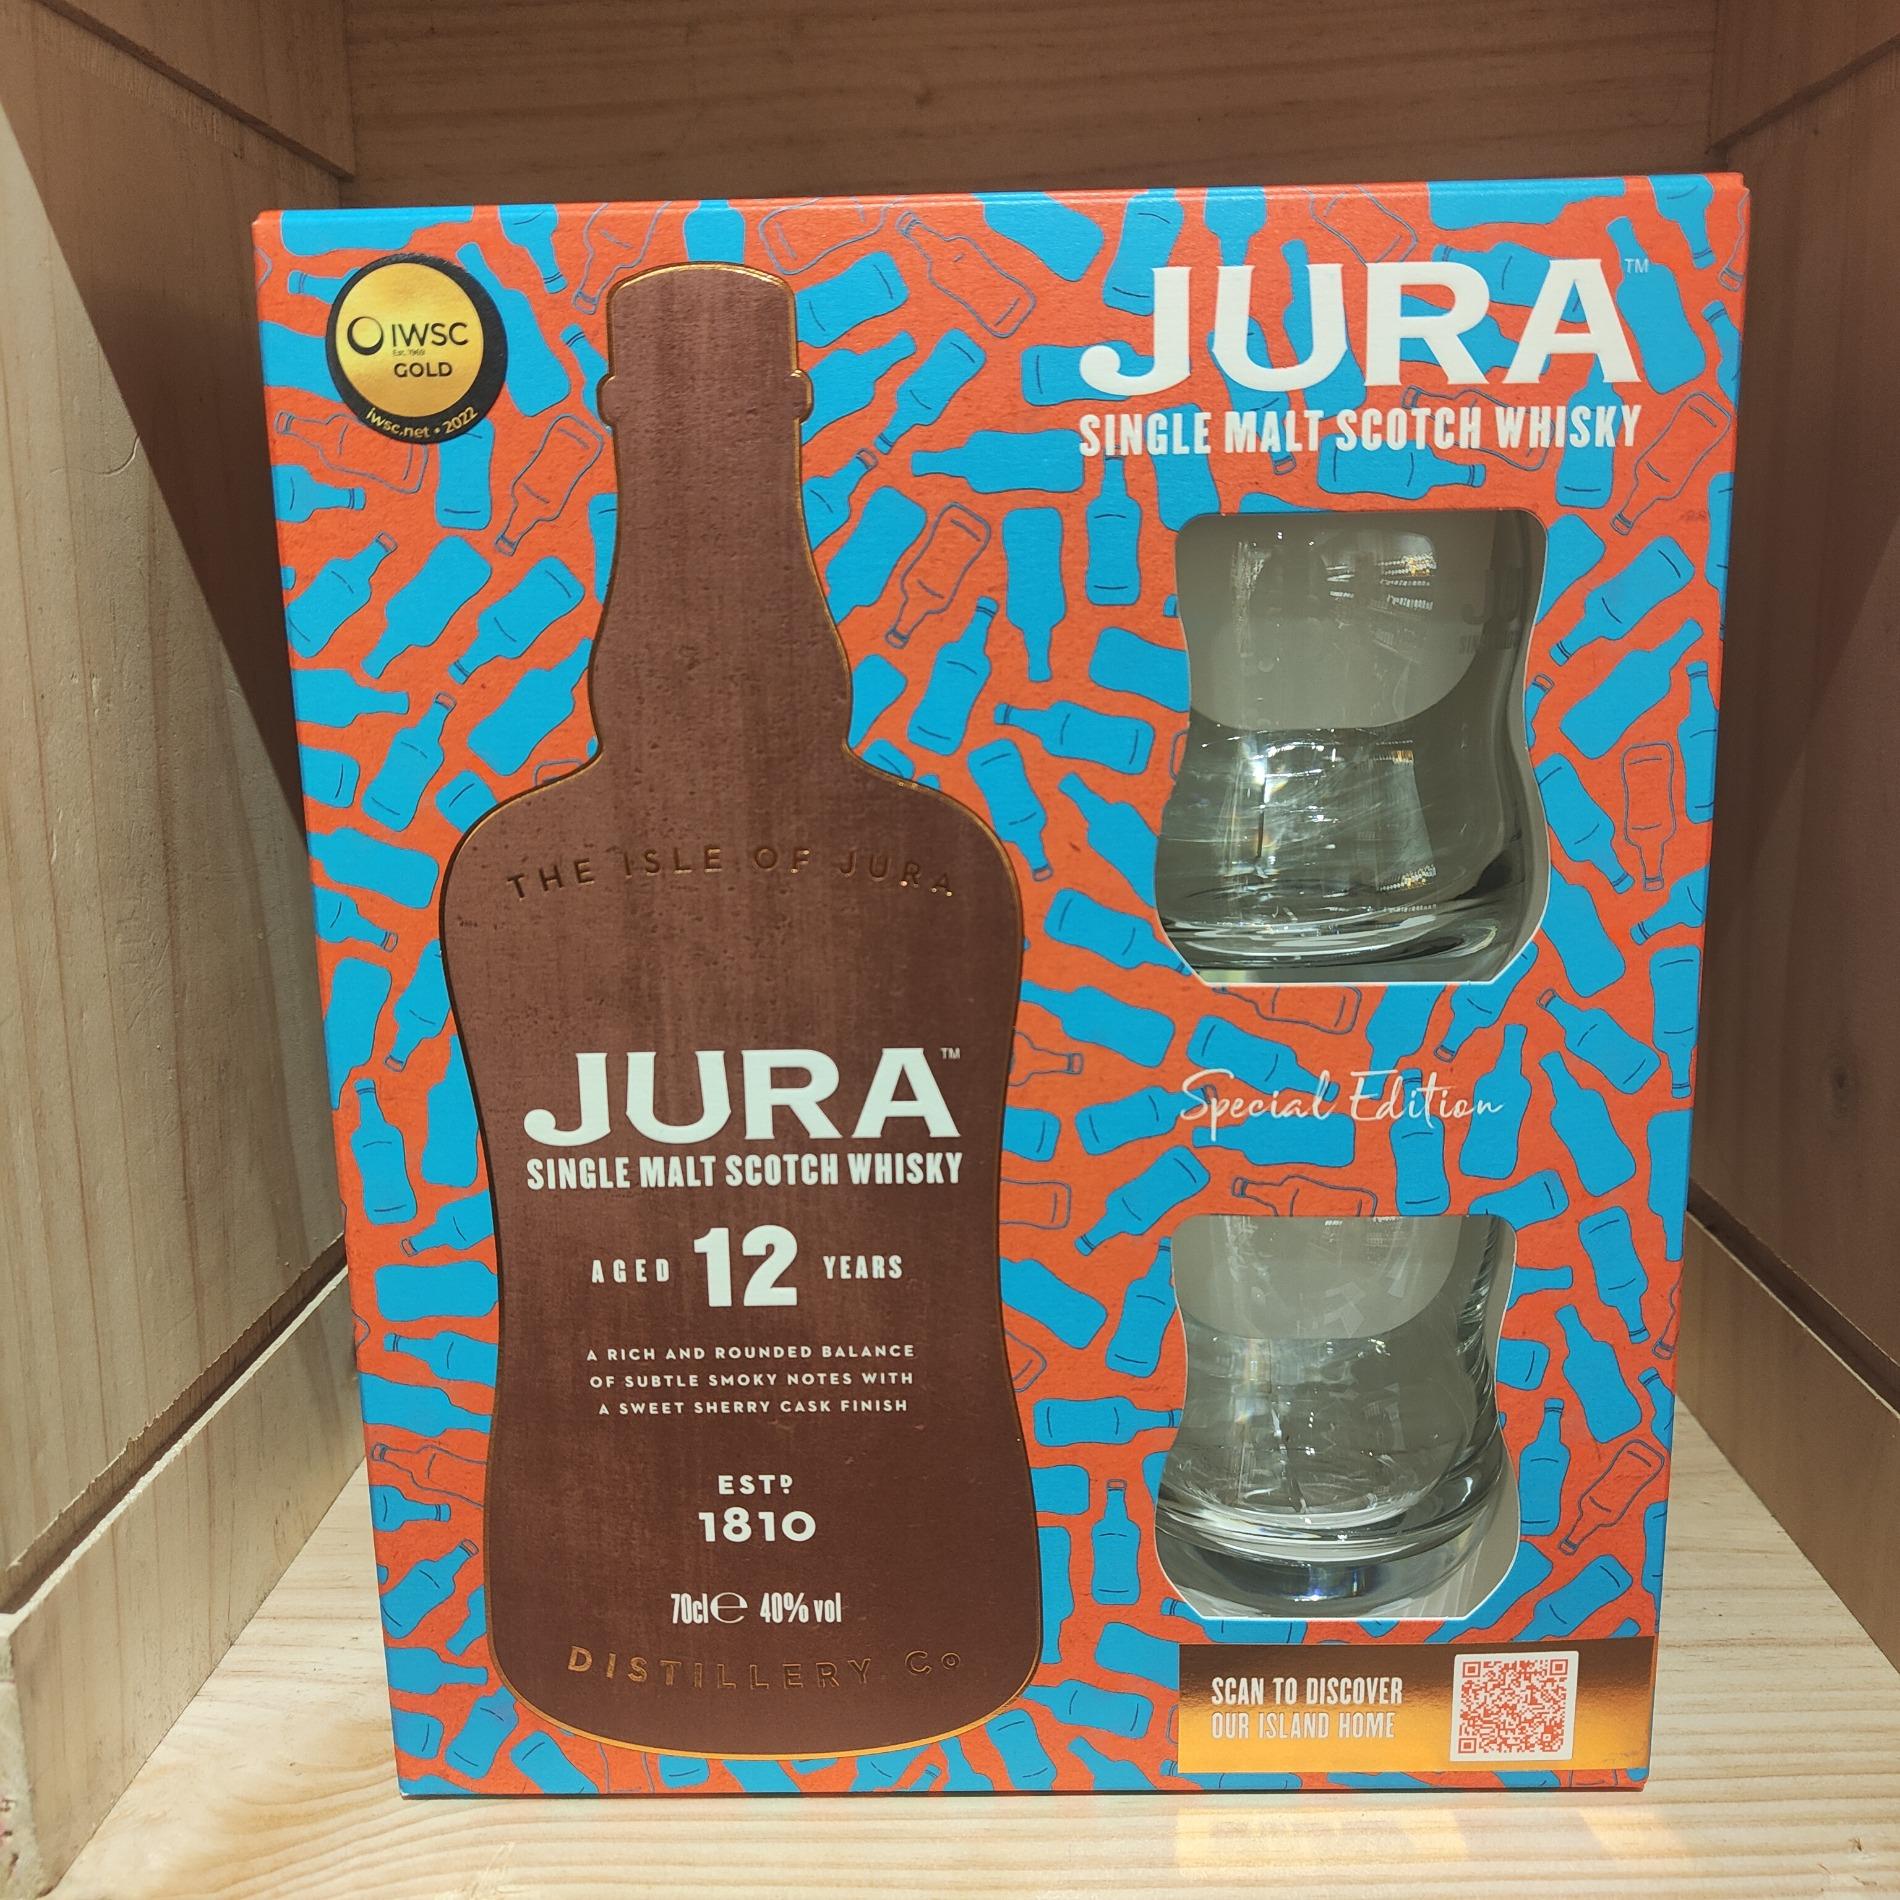 IWSC
Est. 1969
GOLD
iwsc.net • 2022
JURA™
SINGLE MALT SCOTCH WHISKY
THE ISLE OF JURA
JURA™
SINGLE MALT SCOTCH WHISKY
AGED 12 YEARS
A RICH AND ROUNDED BALANCE
OF SUBTLE SMOKY NOTES WITH
A SWEET SHERRY CASK FINISH
ESTD
1810
70cl℮ 40% vol
DISTILLERY Co
Special Edition
SCAN TO DISCOVER
OUR ISLAND HOME